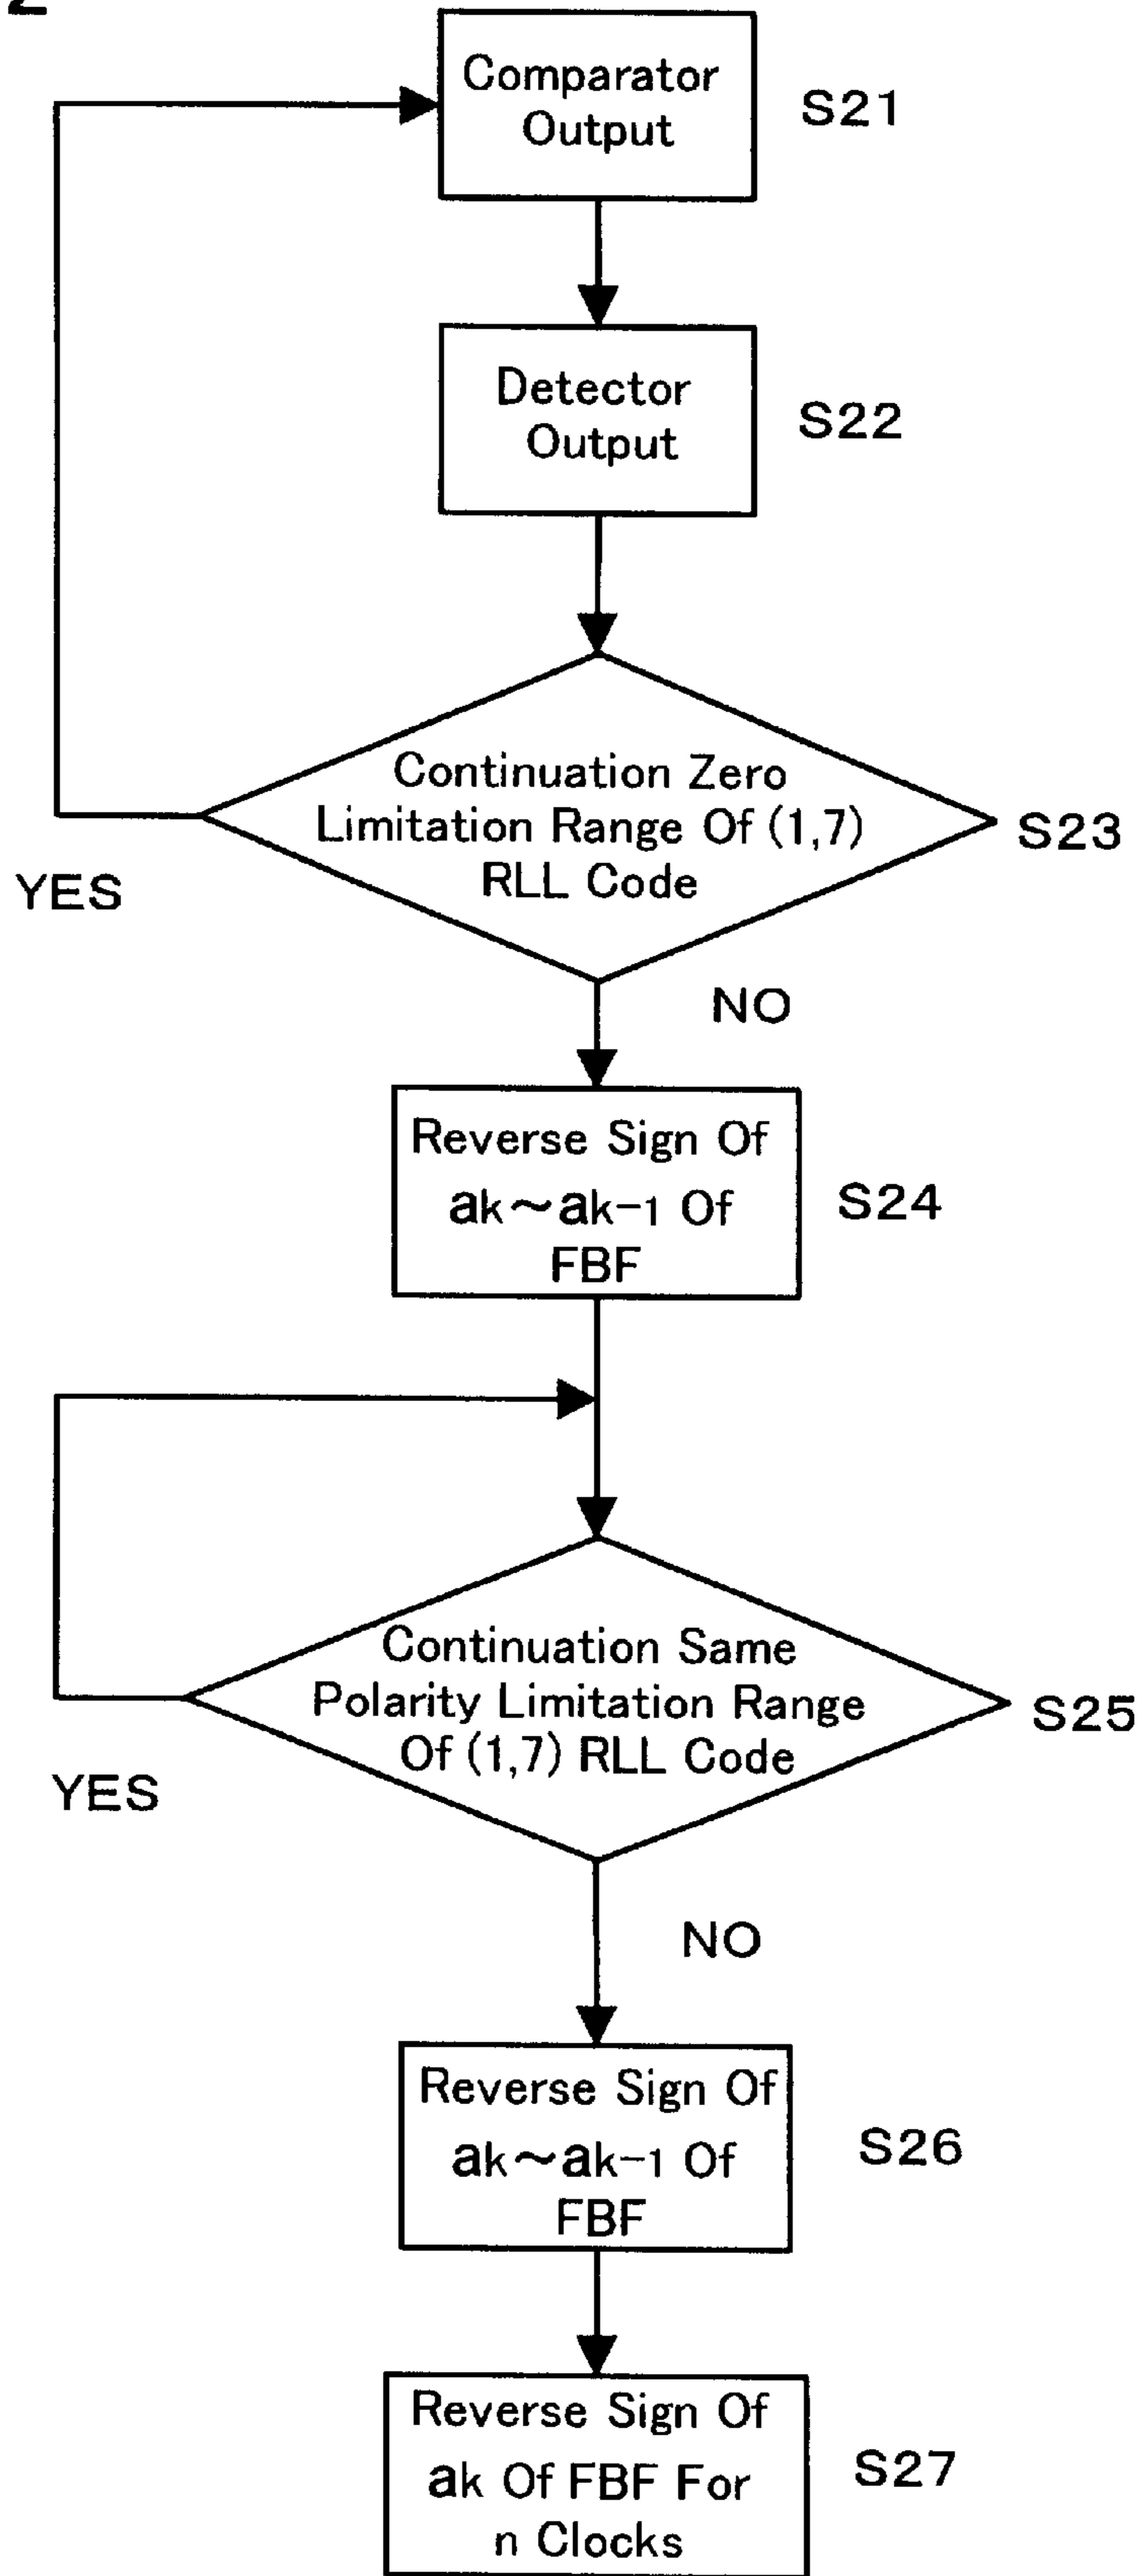 Comparator
Output
S21
Detector
Output
S22
Continuation Zero
Limitation Range Of (1,7)
RLL Code
S23
YES
NO
Reverse Sign Of
ak~ak-1 Of
FBF
S24
Continuation Same
Polarity Limitation Range
Of (1,7) RLL Code
S25
YES
NO
Reverse Sign Of
ak~ak-1 Of
FBF
S26
Reverse Sign Of
ak Of FBF For
n Clocks
S27